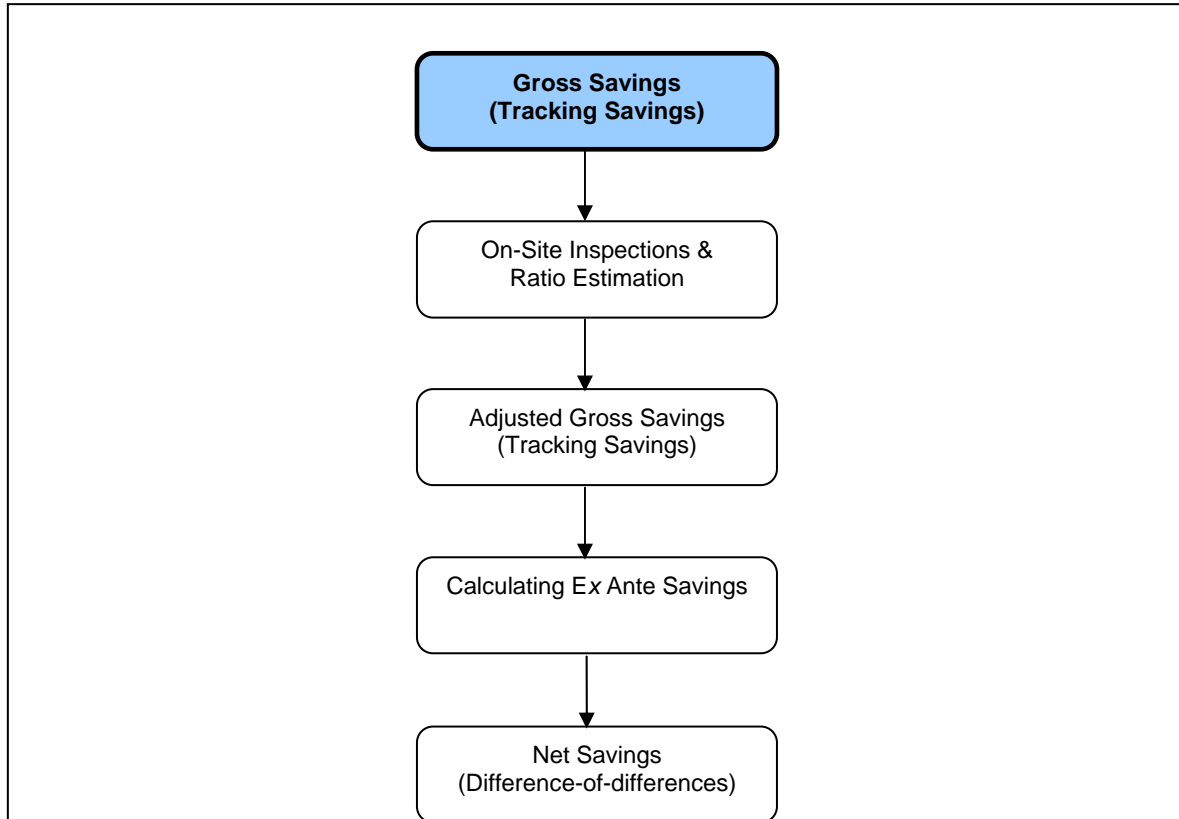 Gross Savings
(Tracking Savings)
On-Site Inspections &
Ratio Estimation
Adjusted Gross Savings
(Tracking Savings)
Calculating Ex Ante Savings
Net Savings
(Difference-of-differences)